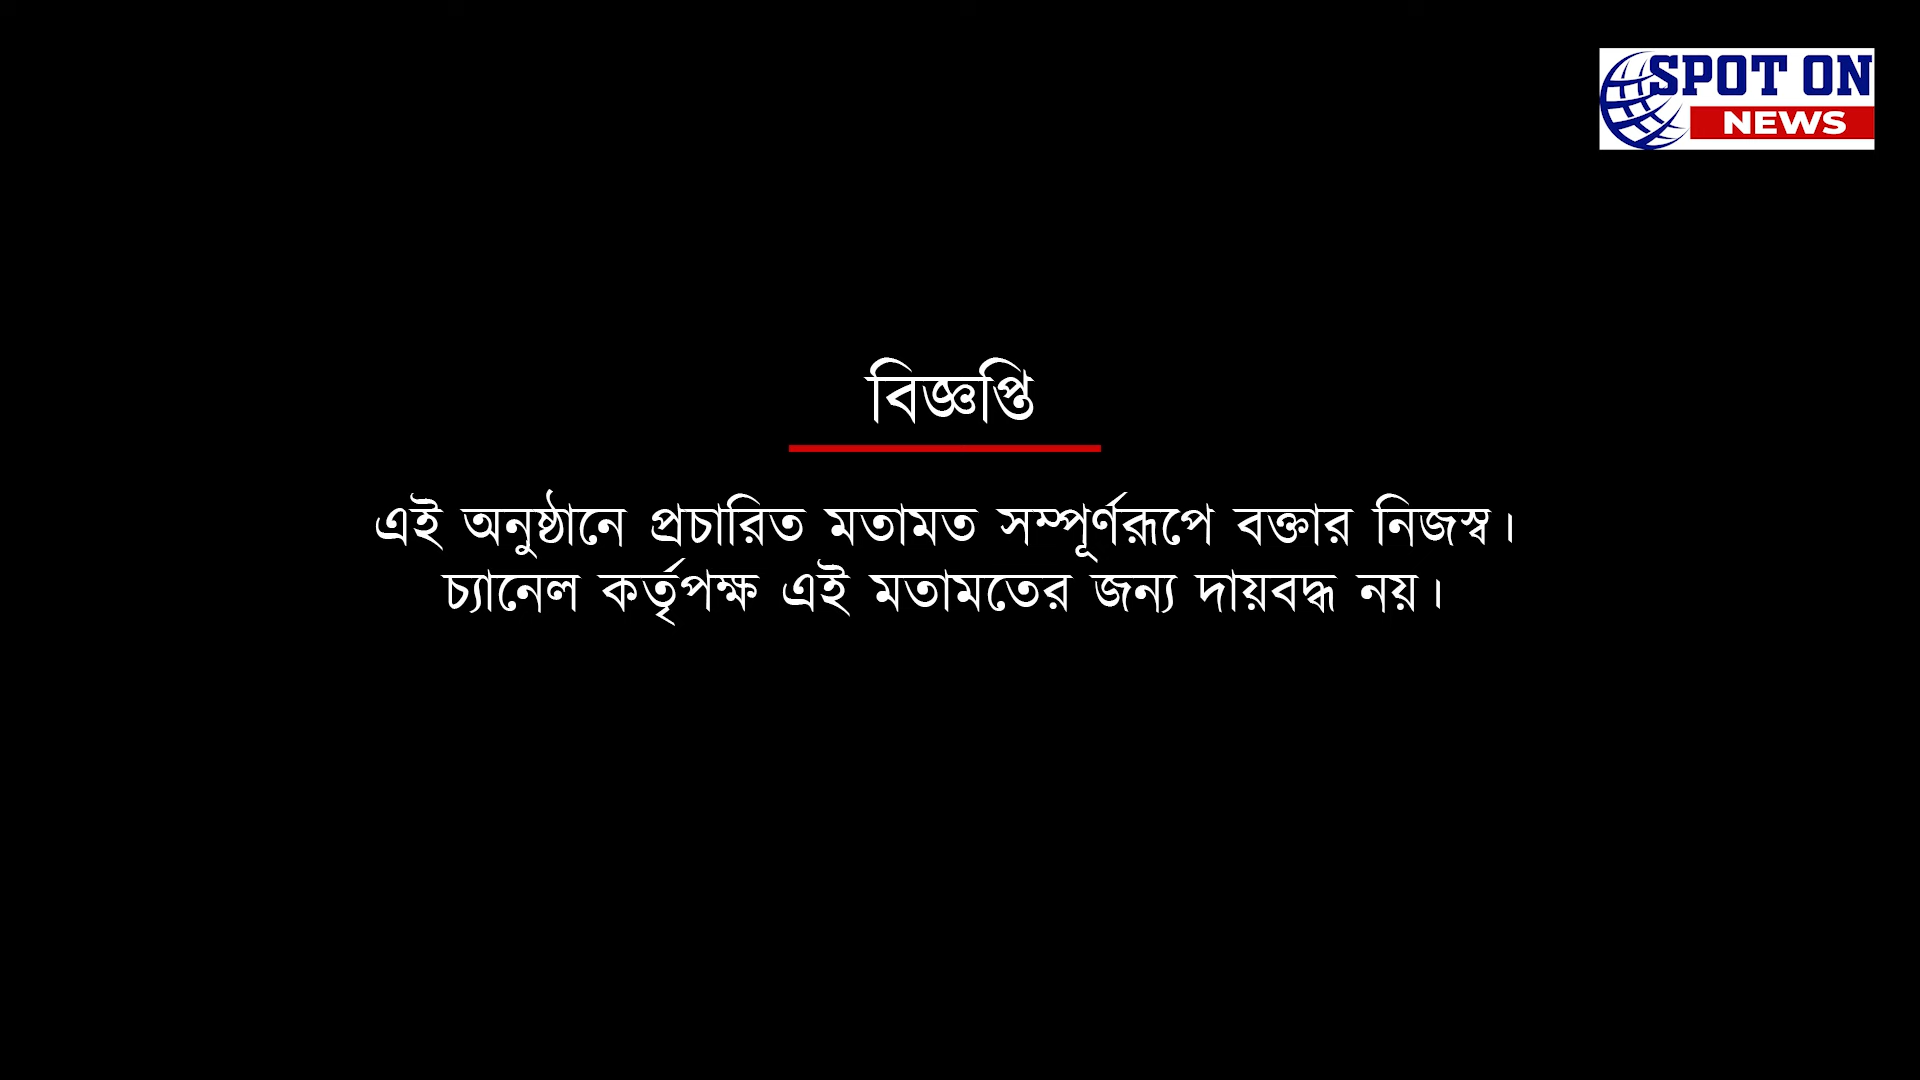 SPOT ON
NEWS
বিজ্ঞপ্তি
এই অনুষ্ঠানে প্রচারিত মতামত সম্পূর্ণরূপে বক্তার নিজস্ব।
চ্যানেল কর্তৃপক্ষ এই মতামতের জন্য দায়বদ্ধ নয়।